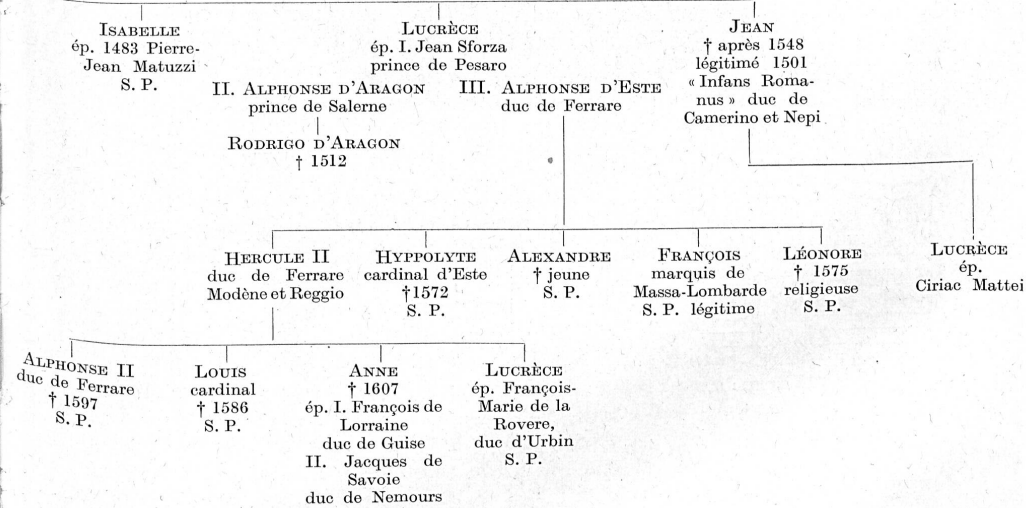 ISABELLE
ép. 1483 Pierre-
Jean Matuzzi
S. P.
LUCRÈCE
ép. I. Jean Sforza
prince de Pesaro
II. ALPHONSE D'ARAGON
prince de Salerne
III. ALPHONSE D'ESTE
duc de Ferrare
RODRIGO D'ARAGON
† 1512
JEAN
† après 1548
légitimé 1501
« Infans Roma-
nus » duc de
Camerino et Nepi
HERCULE II
duc de Ferrare
Modène et Reggio
HYPPOLYTE
cardinal d'Este
†1572
S. P.
ALEXANDRE
† jeune
S. P.
FRANÇOIS
marquis de
Massa-Lombarde
S. P. légitime
LÉONORE
† 1575
religieuse
S. P.
LUCRÈCE
ép.
Ciriac Mattei
ALPHONSE II
duc de Ferrare
† 1597
S. P.
LOUIS
cardinal
† 1586
S. P.
ANNE
† 1607
ép. I. François de
Lorraine
duc de Guise
II. Jacques de
Savoie
duc de Nemours
LUCRÈCE
ép. François-
Marie de la
Rovere,
duc d'Urbin
S. P.